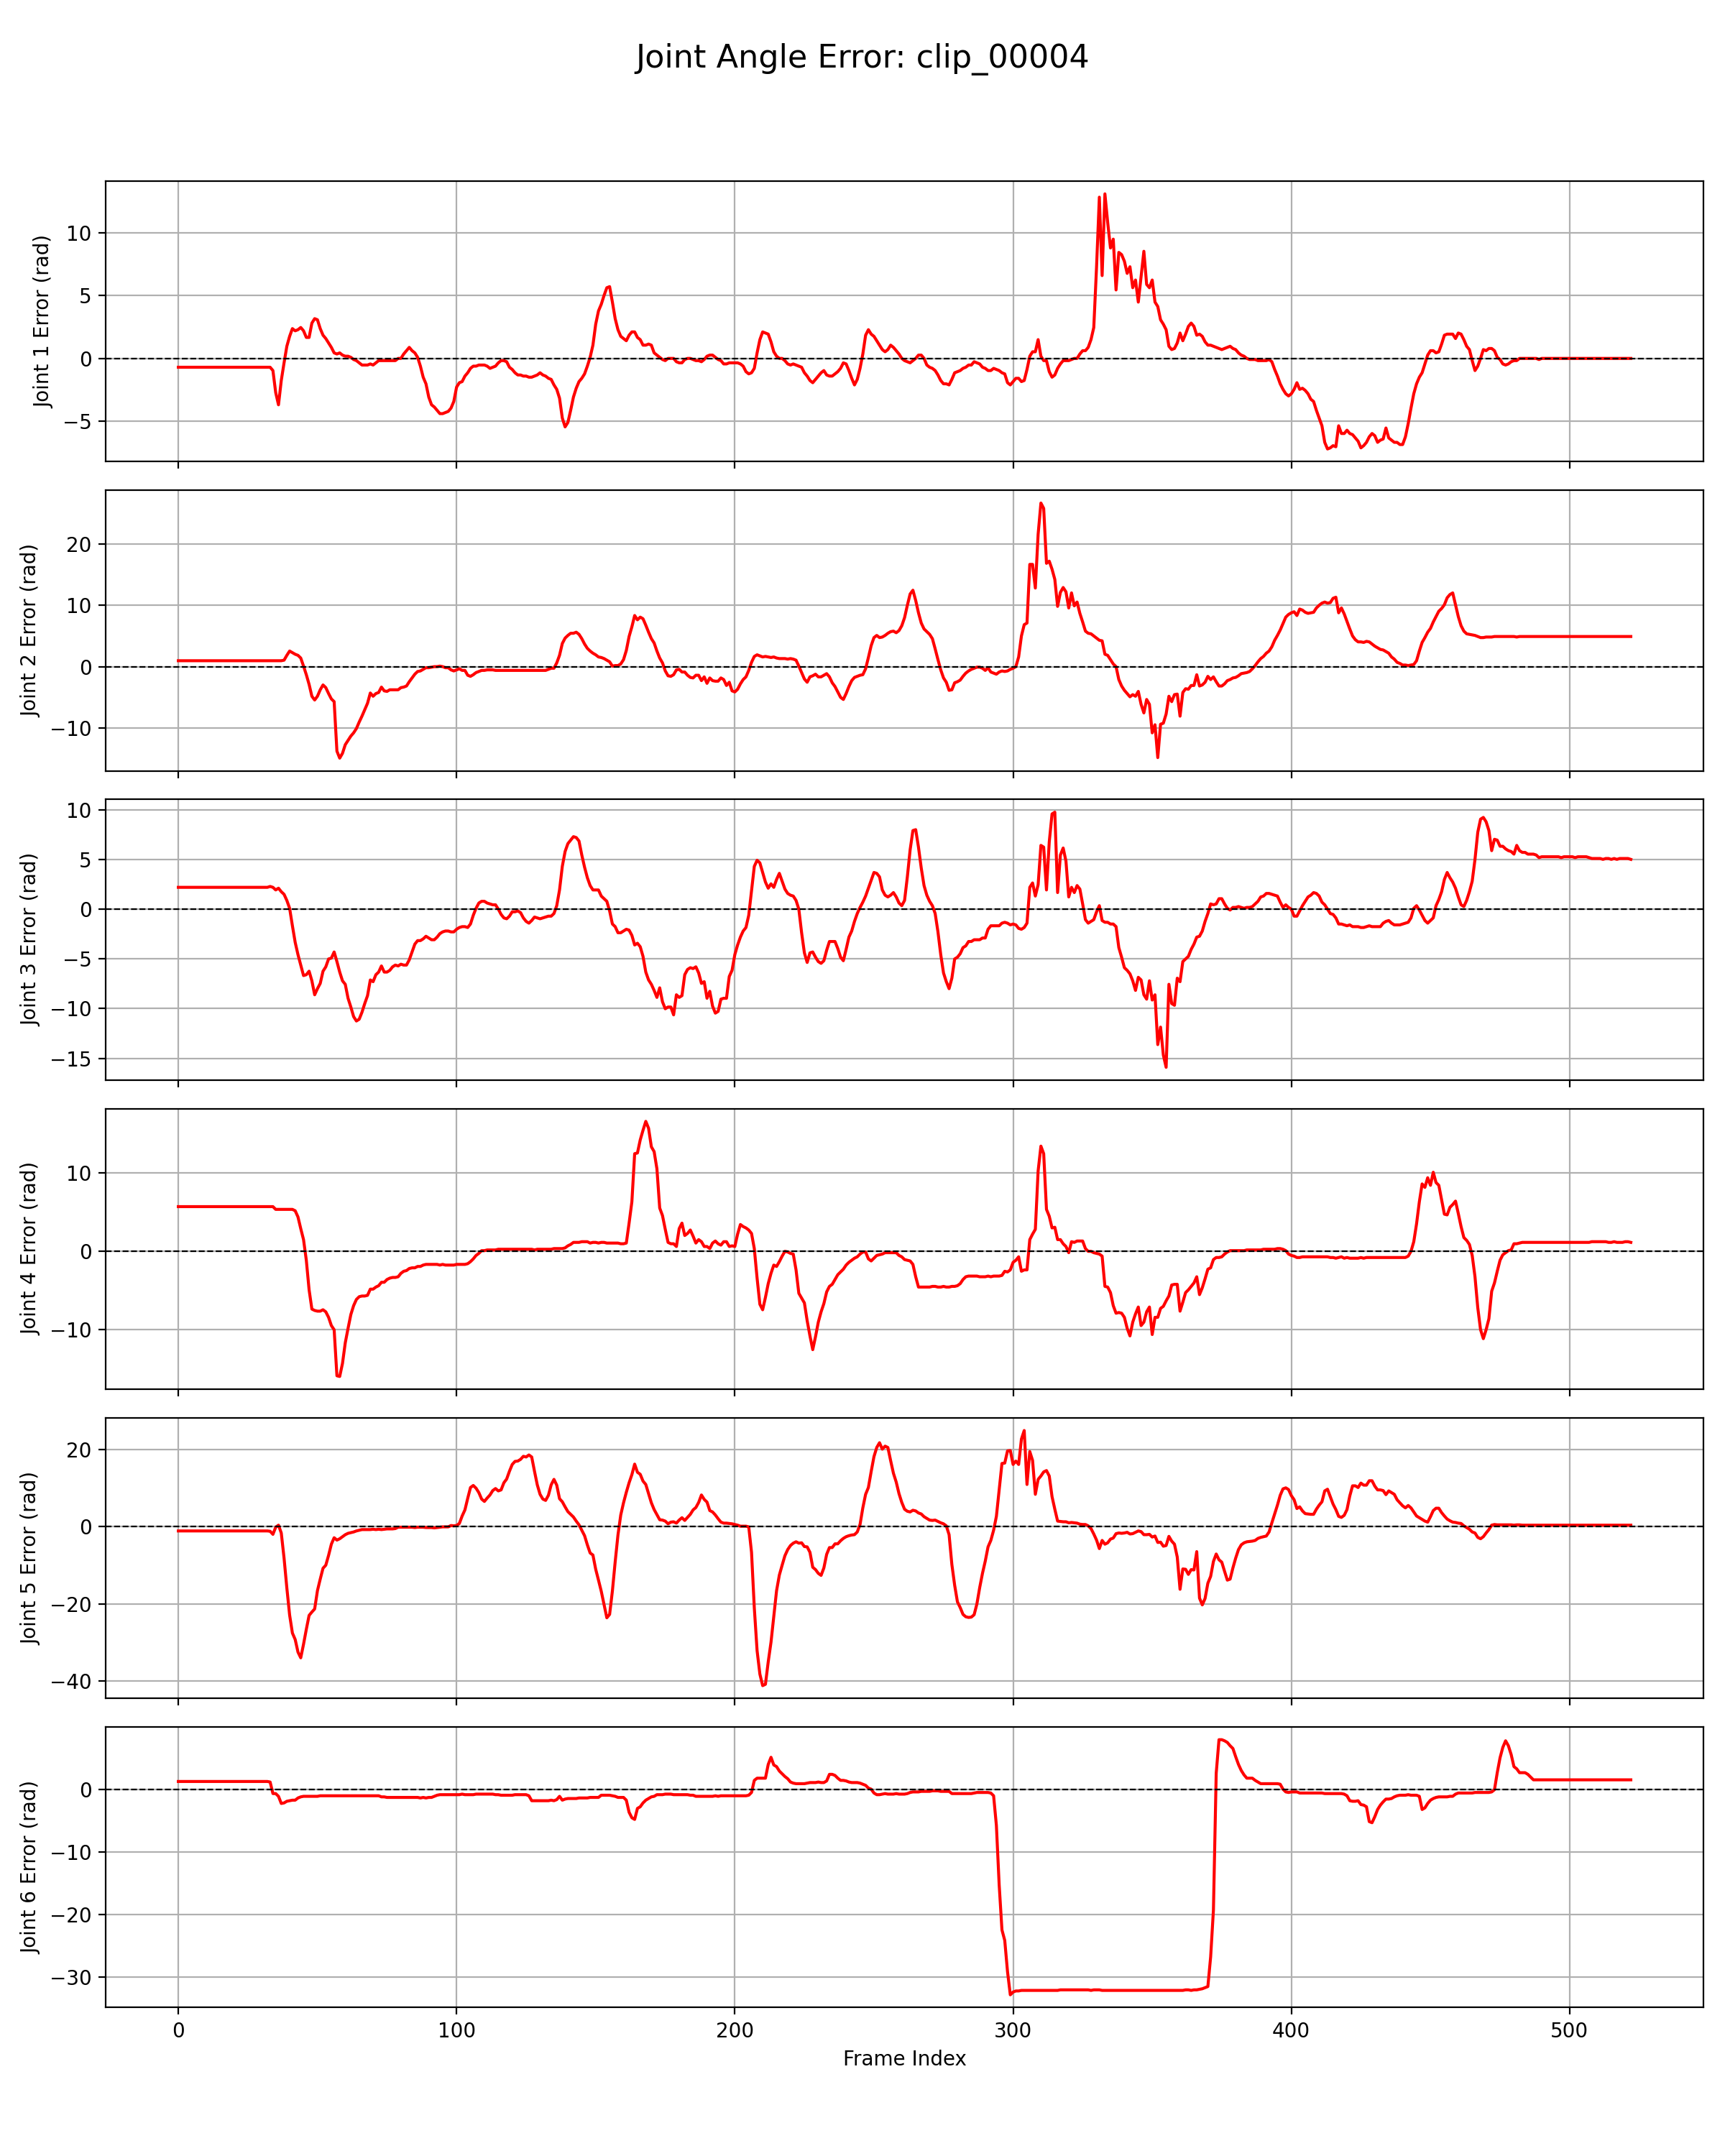 Joint Angle Error: clip_00004
Joint 1 Error (rad)
10
5
0
−5
Joint 2 Error (rad)
20
10
0
−10
Joint 3 Error (rad)
10
5
0
−5
−10
−15
Joint 4 Error (rad)
10
0
−10
Joint 5 Error (rad)
20
0
−20
−40
Joint 6 Error (rad)
0
−10
−20
−30
0 100 200 300 400 500
Frame Index